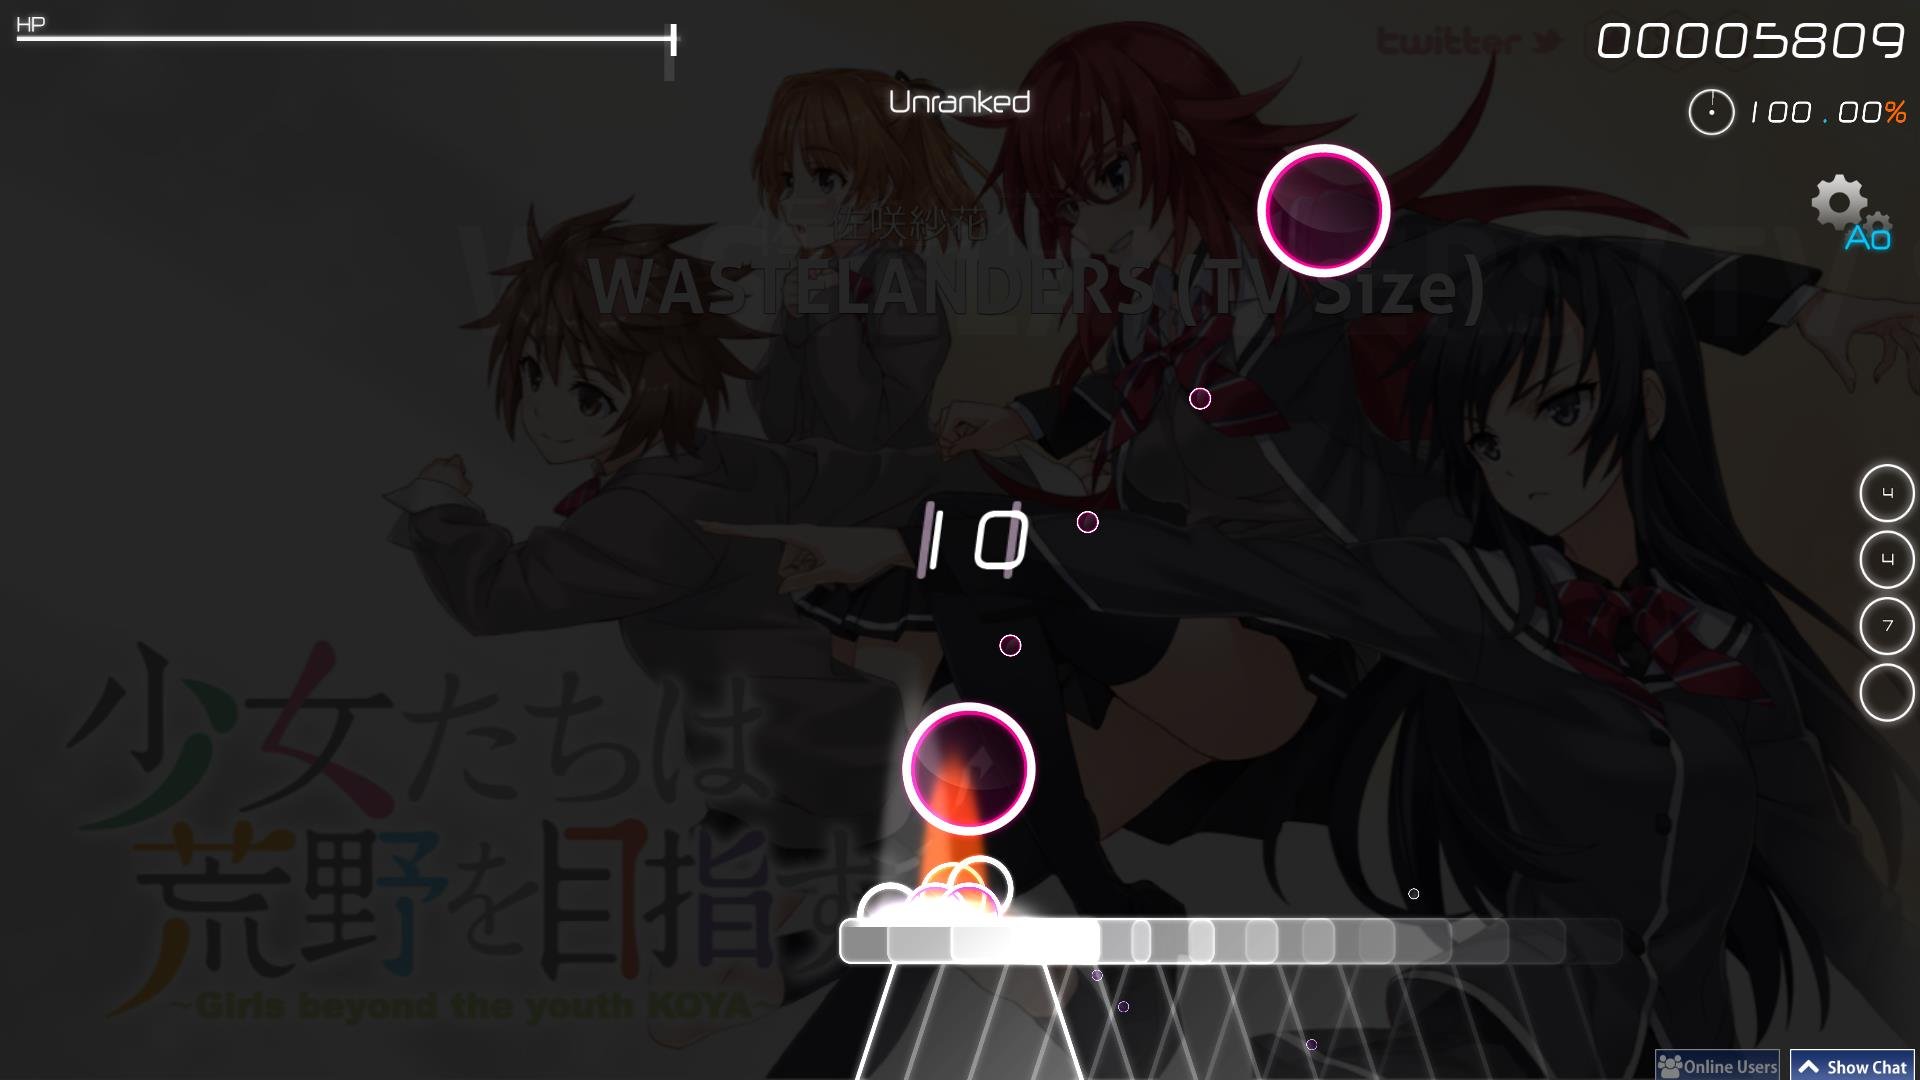 HP
00005809
twitter
Unranked
100.00%
佐咲紗花
Ao
WASTELANDERS (TV Size)
4
4
10
7
少女たちは
荒野を目指す
~Girls beyond the youth KOYA~
Online Users
Show Chat